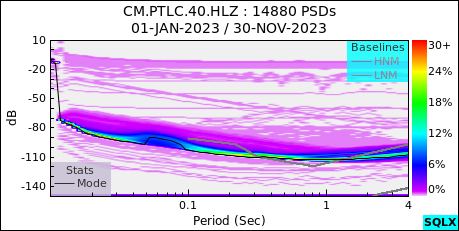 CM.PTLC.40.HLZ : 14880 PSDs
01-JAN-2023 / 30-NOV-2023
10
-20
-50
-80
-110
-140
dB
Baselines
HNM
LNM
Stats
Mode
0.1
1
4
Period (Sec)
30+
24%
18%
12%
6%
0%
SQLX